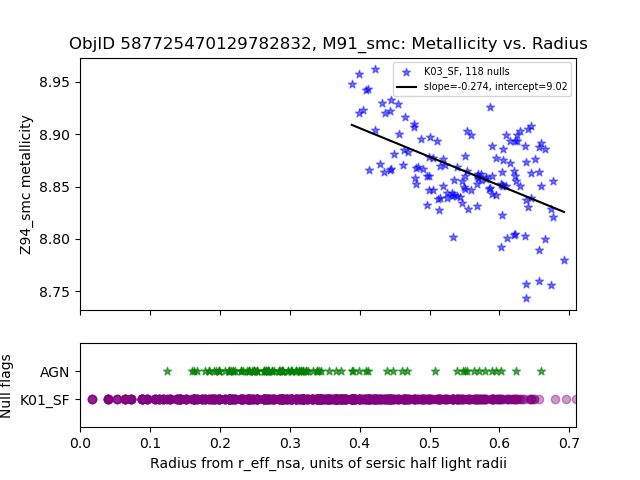 ObjID 587725470129782832, M91_smc: Metallicity vs. Radius
K03_SF, 118 nulls
slope=-0.274, intercept=9.02
Z94_smc metallicity
8.95
8.90
8.85
8.80
8.75
Null flags
AGN
K01_SF
0.0 0.1 0.2 0.3 0.4 0.5 0.6 0.7
Radius from r_eff_nsa, units of sersic half light radii